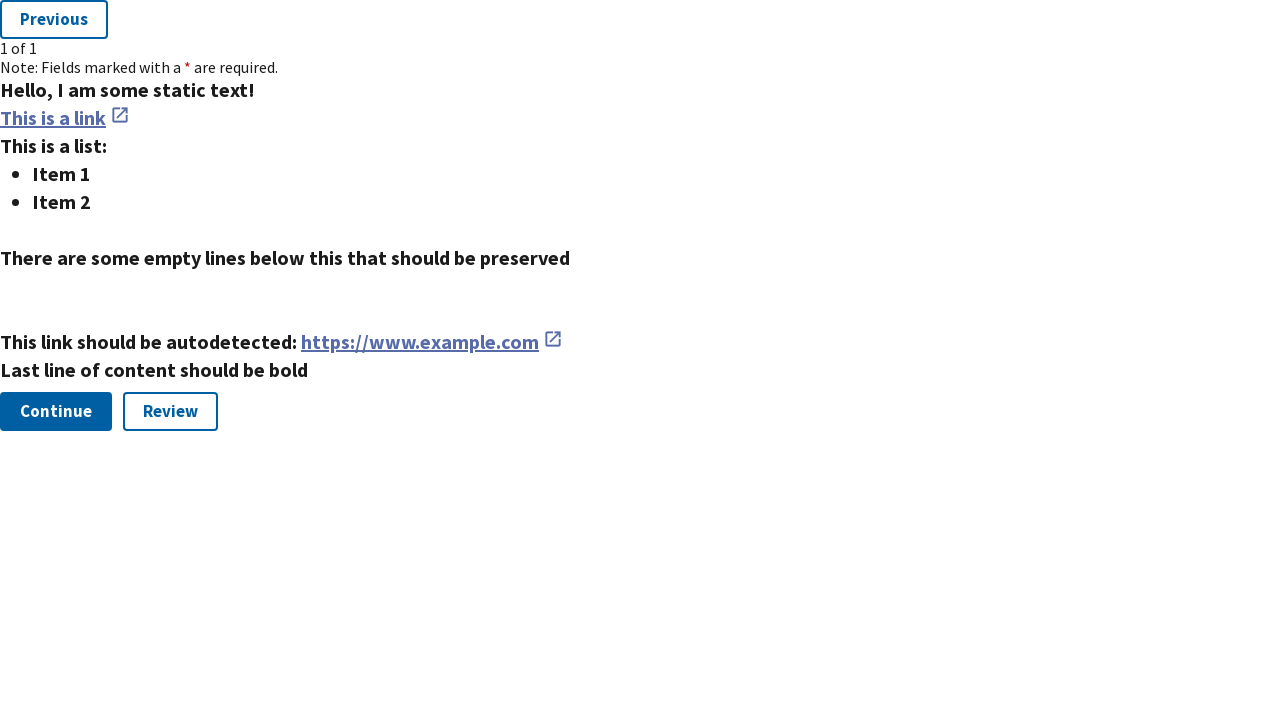 Previous
1 of 1
Note: Fields marked with a * are required.
Hello, I am some static text!
This is a link
This is a list:
• Item 1
• Item 2
There are some empty lines below this that should be preserved
This link should be autodetected: https://www.example.com
Last line of content should be bold
Continue Review